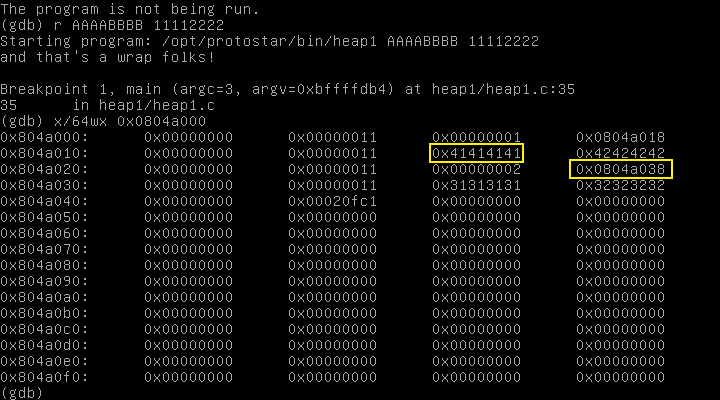 The program is not being run.
(gdb) r AAAABBBB 11112222
Starting program: /opt/protostar/bin/heap1 AAAABBBB 11112222
and that's a wrap folks!
Breakpoint 1, main (argc=3, argv=0xbffffdb4) at heap1/heap1.c:35
35 in heap1/heap1.c
(gdb) x/64wx 0x0804a000
0x804a000: 0x00000000 0x00000011 0x00000001 0x0804a018
0x804a010: 0x00000000 0x00000011 0x41414141 0x42424242
0x804a020: 0x00000000 0x00000011 0x00000002 0x0804a038
0x804a030: 0x00000000 0x00000011 0x31313131 0x32323232
0x804a040: 0x00000000 0x00020fc1 0x00000000 0x00000000
0x804a050: 0x00000000 0x00000000 0x00000000 0x00000000
0x804a060: 0x00000000 0x00000000 0x00000000 0x00000000
0x804a070: 0x00000000 0x00000000 0x00000000 0x00000000
0x804a080: 0x00000000 0x00000000 0x00000000 0x00000000
0x804a090: 0x00000000 0x00000000 0x00000000 0x00000000
0x804a0a0: 0x00000000 0x00000000 0x00000000 0x00000000
0x804a0b0: 0x00000000 0x00000000 0x00000000 0x00000000
0x804a0c0: 0x00000000 0x00000000 0x00000000 0x00000000
0x804a0d0: 0x00000000 0x00000000 0x00000000 0x00000000
0x804a0e0: 0x00000000 0x00000000 0x00000000 0x00000000
0x804a0f0: 0x00000000 0x00000000 0x00000000 0x00000000
(gdb)